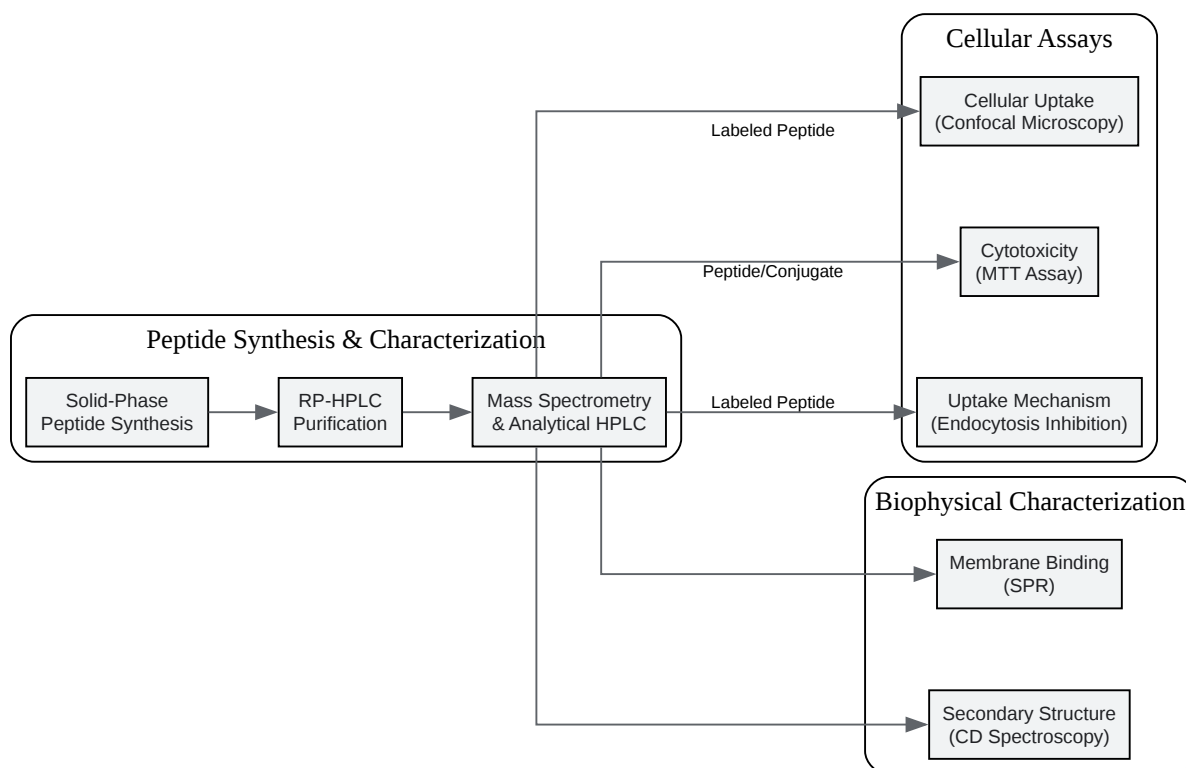 Cellular Assays
Cellular Uptake
(Confocal Microscopy)
Labeled Peptide
Cytotoxicity
(MTT Assay)
Peptide/Conjugate
Peptide Synthesis & Characterization
Solid-Phase
Peptide Synthesis
RP-HPLC
Purification
Mass Spectrometry
& Analytical HPLC
Labeled Peptide
Uptake Mechanism
(Endocytosis Inhibition)
Biophysical Characterization
Membrane Binding
(SPR)
Secondary Structure
(CD Spectroscopy)